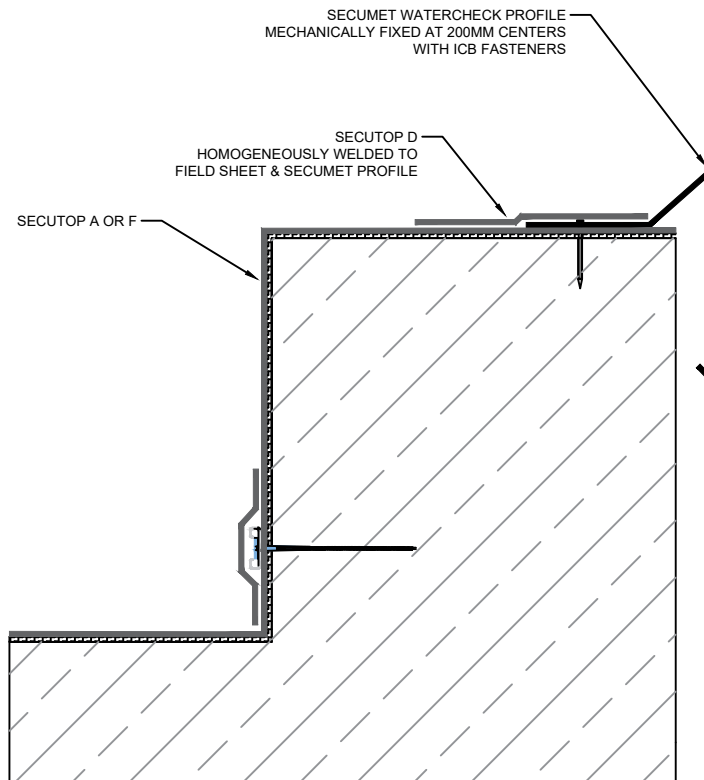 SECUMET WATERCHECK PROFILE
MECHANICALLY FIXED AT 200MM CENTERS
WITH ICB FASTENERS
SECUTOP D
HOMOGENEOUSLY WELDED TO
FIELD SHEET & SECUMET PROFILE
SECUTOP A OR F